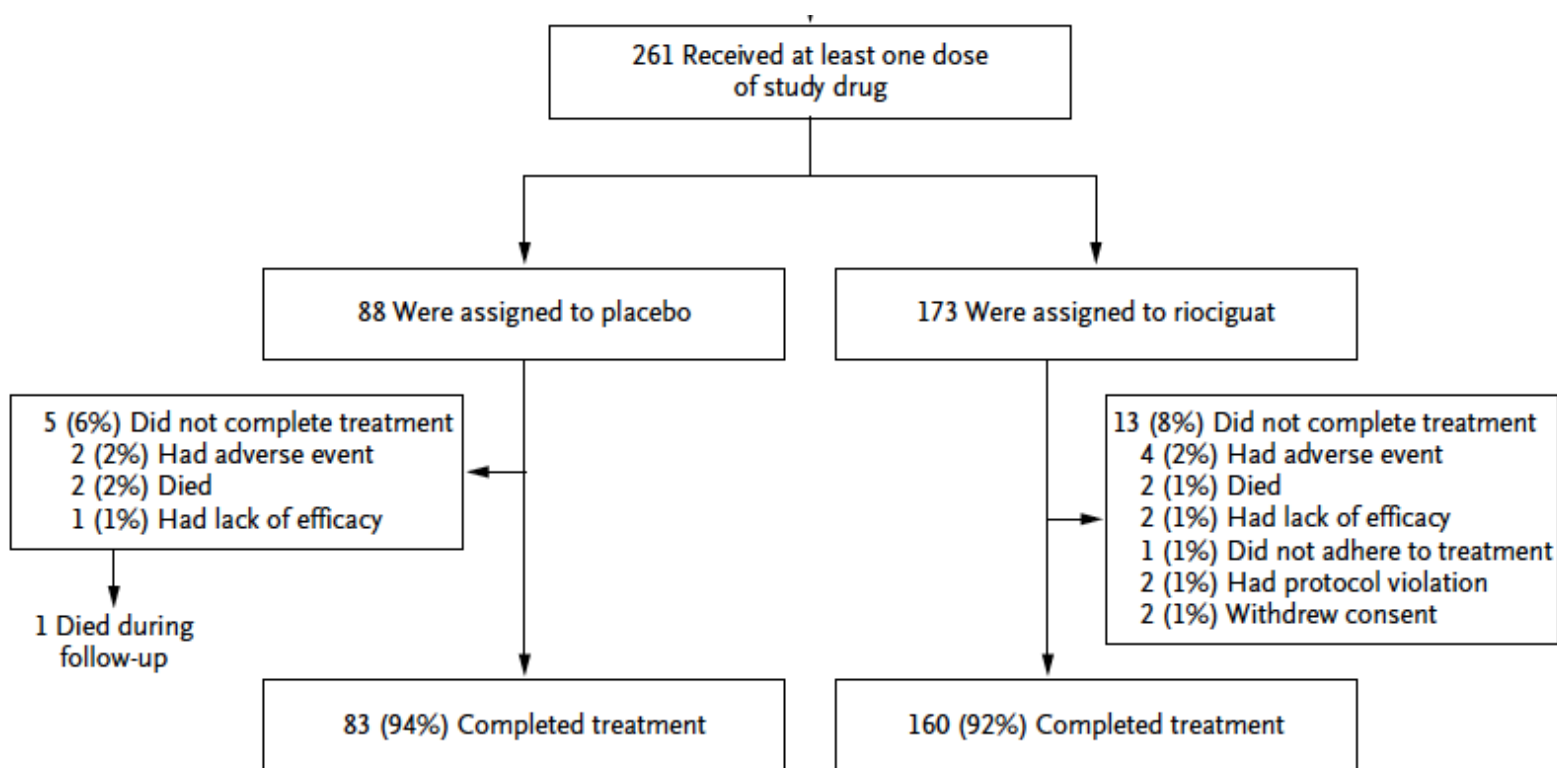 261 Received at least one dose
of study drug
88 Were assigned to placebo
173 Were assigned to riociguat
5 (6%) Did not complete treatment
2 (2%) Had adverse event
2 (2%) Died
1 (1%) Had lack of efficacy
13 (8%) Did not complete treatment
4 (2%) Had adverse event
2 (1%) Died
2 (1%) Had lack of efficacy
1 (1%) Did not adhere to treatment
2 (1%) Had protocol violation
2 (1%) Withdrew consent
1 Died during
follow-up
83 (94%) Completed treatment
160 (92%) Completed treatment